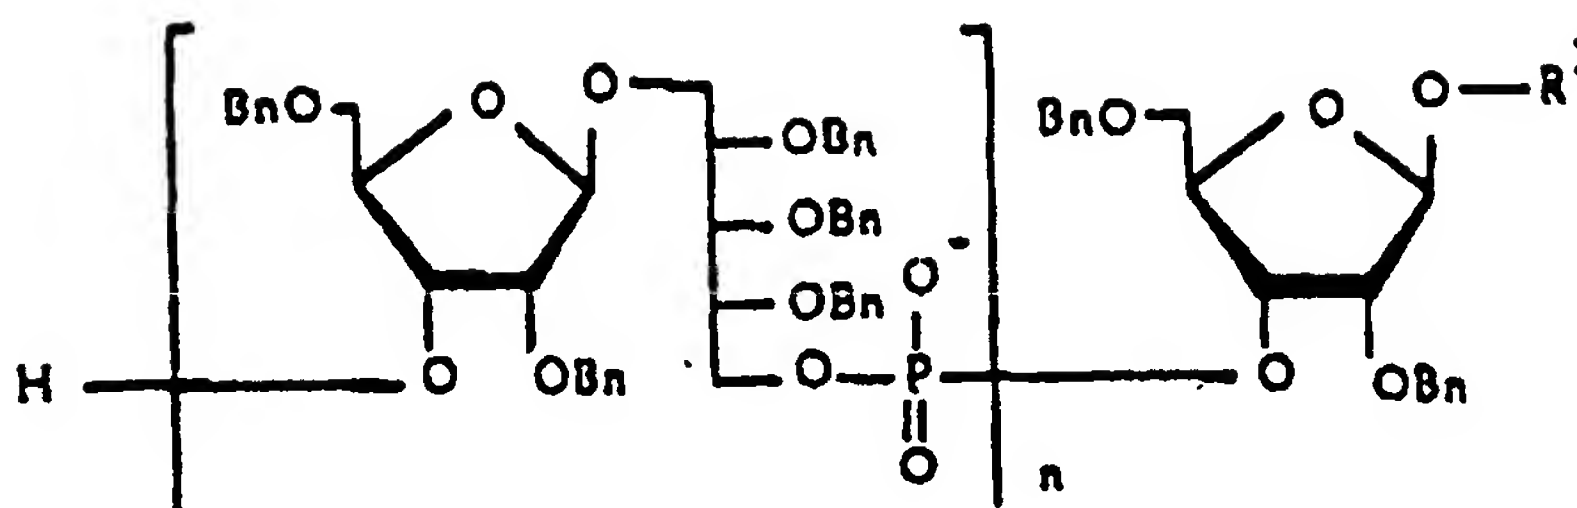 BnO O O BnO O O—R
OBn
OBn
O⁻
OBn
H O OBn O P O OBn
O n